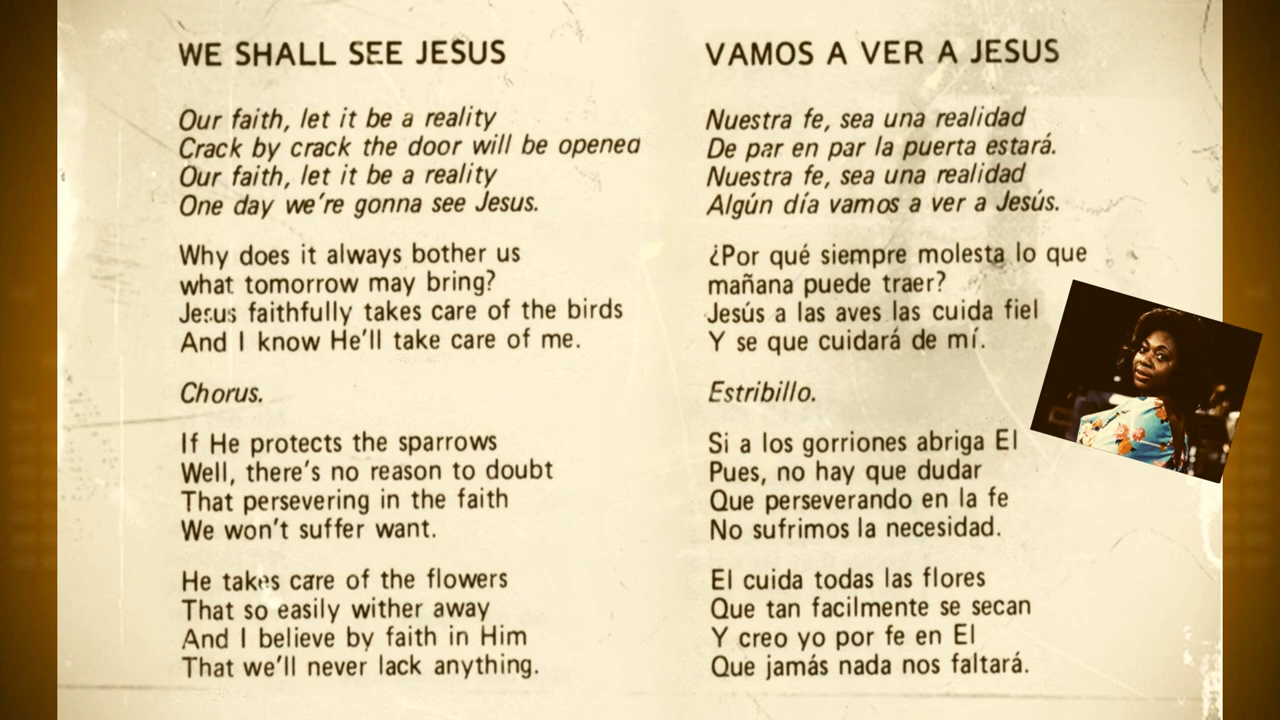 WE SHALL SEE JESUS
Our faith, let it be a reality
Crack by crack the door will be opened
Our faith, let it be a reality
One day we're gonna see Jesus.
Why does it always bother us
what tomorrow may bring?
Jesus faithfully takes care of the birds
And I know He'll take care of me.
Chorus.
If He protects the sparrows
Well, there's no reason to doubt
That persevering in the faith
We won't suffer want.
He takes care of the flowers
That so easily wither away
And I believe by faith in Him
That we'll never lack anything.
VAMOS A VER A JESUS
Nuestra fe, sea una realidad
De par en par la puerta estará.
Nuestra fe, sea una realidad
Algún día vamos a ver a Jesús.
¿Por qué siempre molesta lo que
mañana puede traer?
Jesús a las aves las cuida fiel
Y se que cuidará de mí.
Estribillo.
Si a los gorriones abriga El
Pues, no hay que dudar
Que perseverando en la fe
No sufrimos la necesidad.
El cuida todas las flores
Que tan facilmente se secan
Y creo yo por fe en El
Que jamás nada nos faltará.